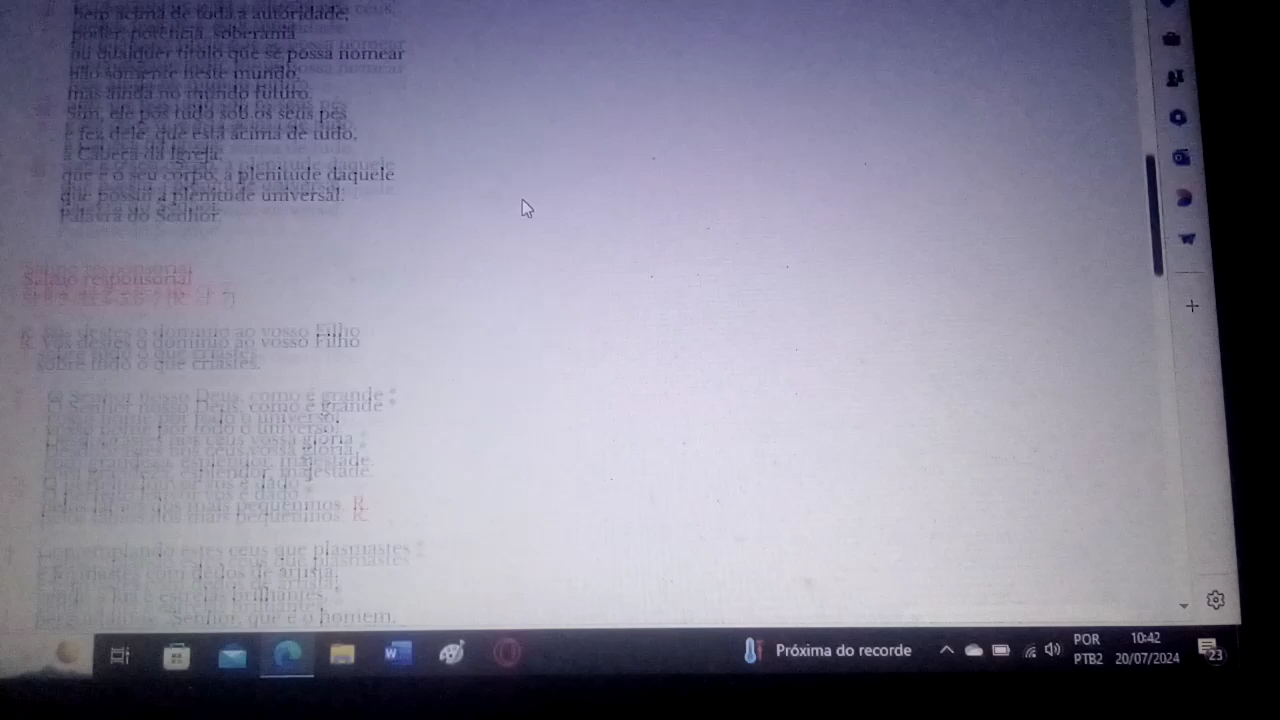 bem acima de toda a autoridade,
poder, potência, soberania
ou qualquer título que se possa nomear
não somente neste mundo,
mas ainda no mundo futuro.
Sim, ele pôs tudo sob os seus pés
e fez dele, que está acima de tudo,
a Cabeça da Igreja,
que é o seu corpo, a plenitude daquele
que possui a plenitude universal.
Palavra do Senhor.
Salmo responsorial
R. Vós destes o domínio ao vosso Filho
sobre tudo o que criastes.
Ó Senhor nosso Deus, como é grande *
vosso nome por todo o universo!
nos céus vossa glória *
esplendor, majestade.
O perfeito louvor vos é dado *
pelos lábios dos mais pequeninos. R.
Contemplando estes céus que plasmastes *
e formastes com dedos de artista;
estrelas brilhantes,
Senhor, que é o homem,
Próxima do recorde
POR
PTB2
10:42
20/07/2024
23